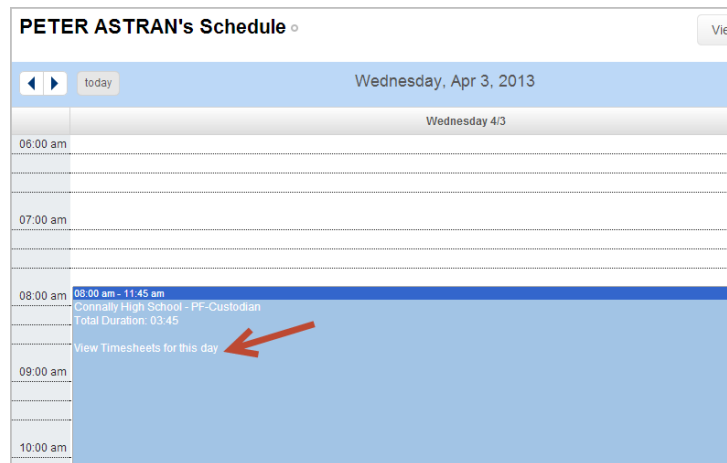 PETER ASTRAN's Schedule
today
Wednesday, Apr 3, 2013
Wednesday 4/3
06:00 am
07:00 am
08:00 am
08:00 am - 11:45 am
Connally High School - PF-Custodian
Total Duration: 03:45
View Timesheets for this day
09:00 am
10:00 am